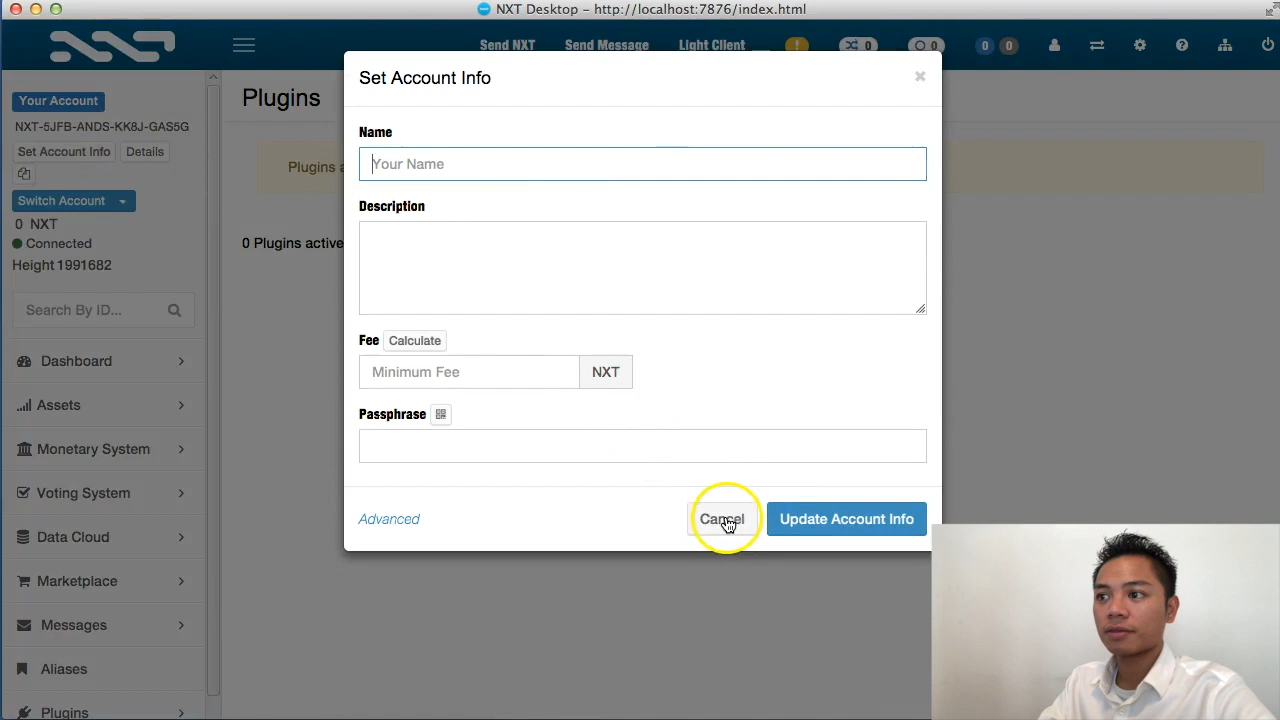 NXT Desktop – http://localhost:7876/index.html
NXT
Send NXT
Send Message
Light Client
!
0
0
0
0
Your Account
NXT-5JFB-ANDS-KK8J-GAS5G
Set Account Info
Details
Switch Account
0 NXT
Connected
Height 1991682
Search By ID...
Dashboard
Assets
Monetary System
Voting System
Data Cloud
Marketplace
Messages
Aliases
Plugins
Plugins
Plugins a
0 Plugins active
Set Account Info
×
Name
Your Name
Description
Fee
Calculate
Minimum Fee
NXT
Passphrase
Advanced
Cancel
Update Account Info